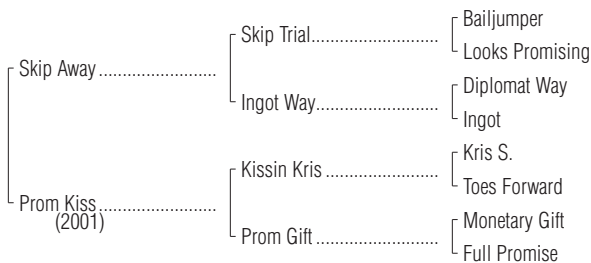 Bailjumper
Skip Trial
Looks Promising
Skip Away
Diplomat Way
Ingot Way
Ingot
Kris S.
Kissin Kris
Toes Forward
Prom Kiss
(2001)
Monetary Gift
Prom Gift
Full Promise